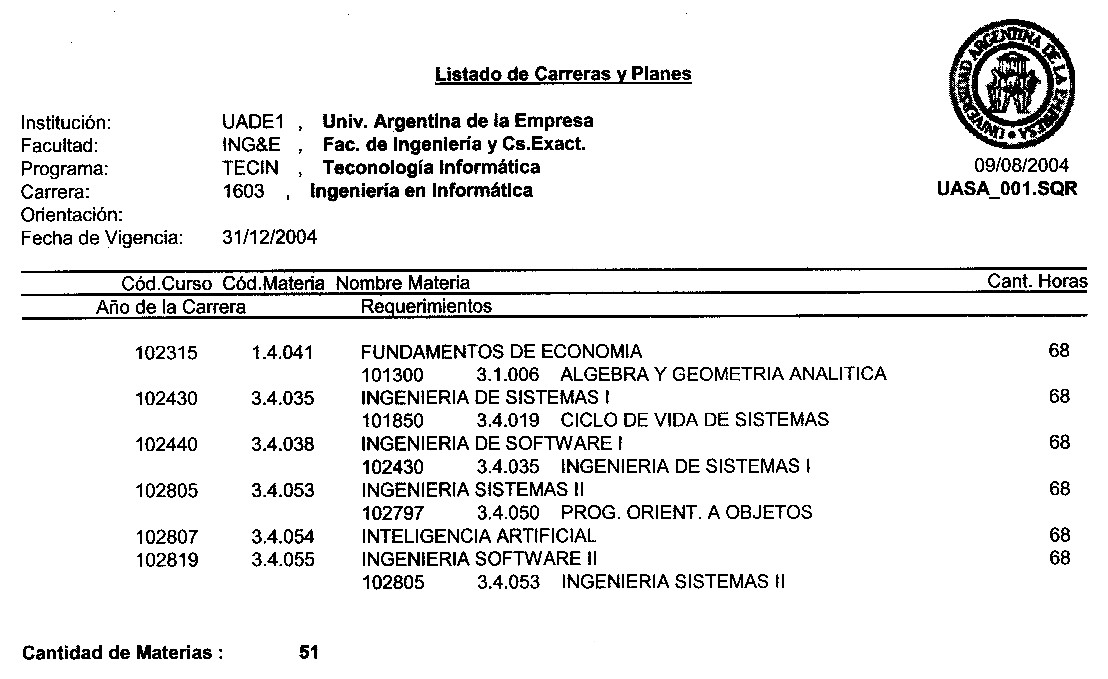 Listado de Carreras y Planes
UNIVERSIDAD ARGENTINA DE LA EMPRESA
Institución: UADE1 , Univ. Argentina de la Empresa
Facultad: ING&E , Fac. de Ingeniería y Cs.Exact.
09/08/2004
Programa: TECIN , Teconología Informática
UASA_001.SQR
Carrera: 1603 , Ingeniería en Informática
Orientación:
Fecha de Vigencia: 31/12/2004
Cód.Curso Cód.Materia Nombre Materia Cant. Horas
Año de la Carrera Requerimientos
102315 1.4.041 FUNDAMENTOS DE ECONOMIA 68
101300 3.1.006 ALGEBRA Y GEOMETRIA ANALITICA
102430 3.4.035 INGENIERIA DE SISTEMAS I 68
101850 3.4.019 CICLO DE VIDA DE SISTEMAS
102440 3.4.038 INGENIERIA DE SOFTWARE I 68
102430 3.4.035 INGENIERIA DE SISTEMAS I
102805 3.4.053 INGENIERIA SISTEMAS II 68
102797 3.4.050 PROG. ORIENT. A OBJETOS
102807 3.4.054 INTELIGENCIA ARTIFICIAL 68
102819 3.4.055 INGENIERIA SOFTWARE II 68
102805 3.4.053 INGENIERIA SISTEMAS II
Cantidad de Materias : 51